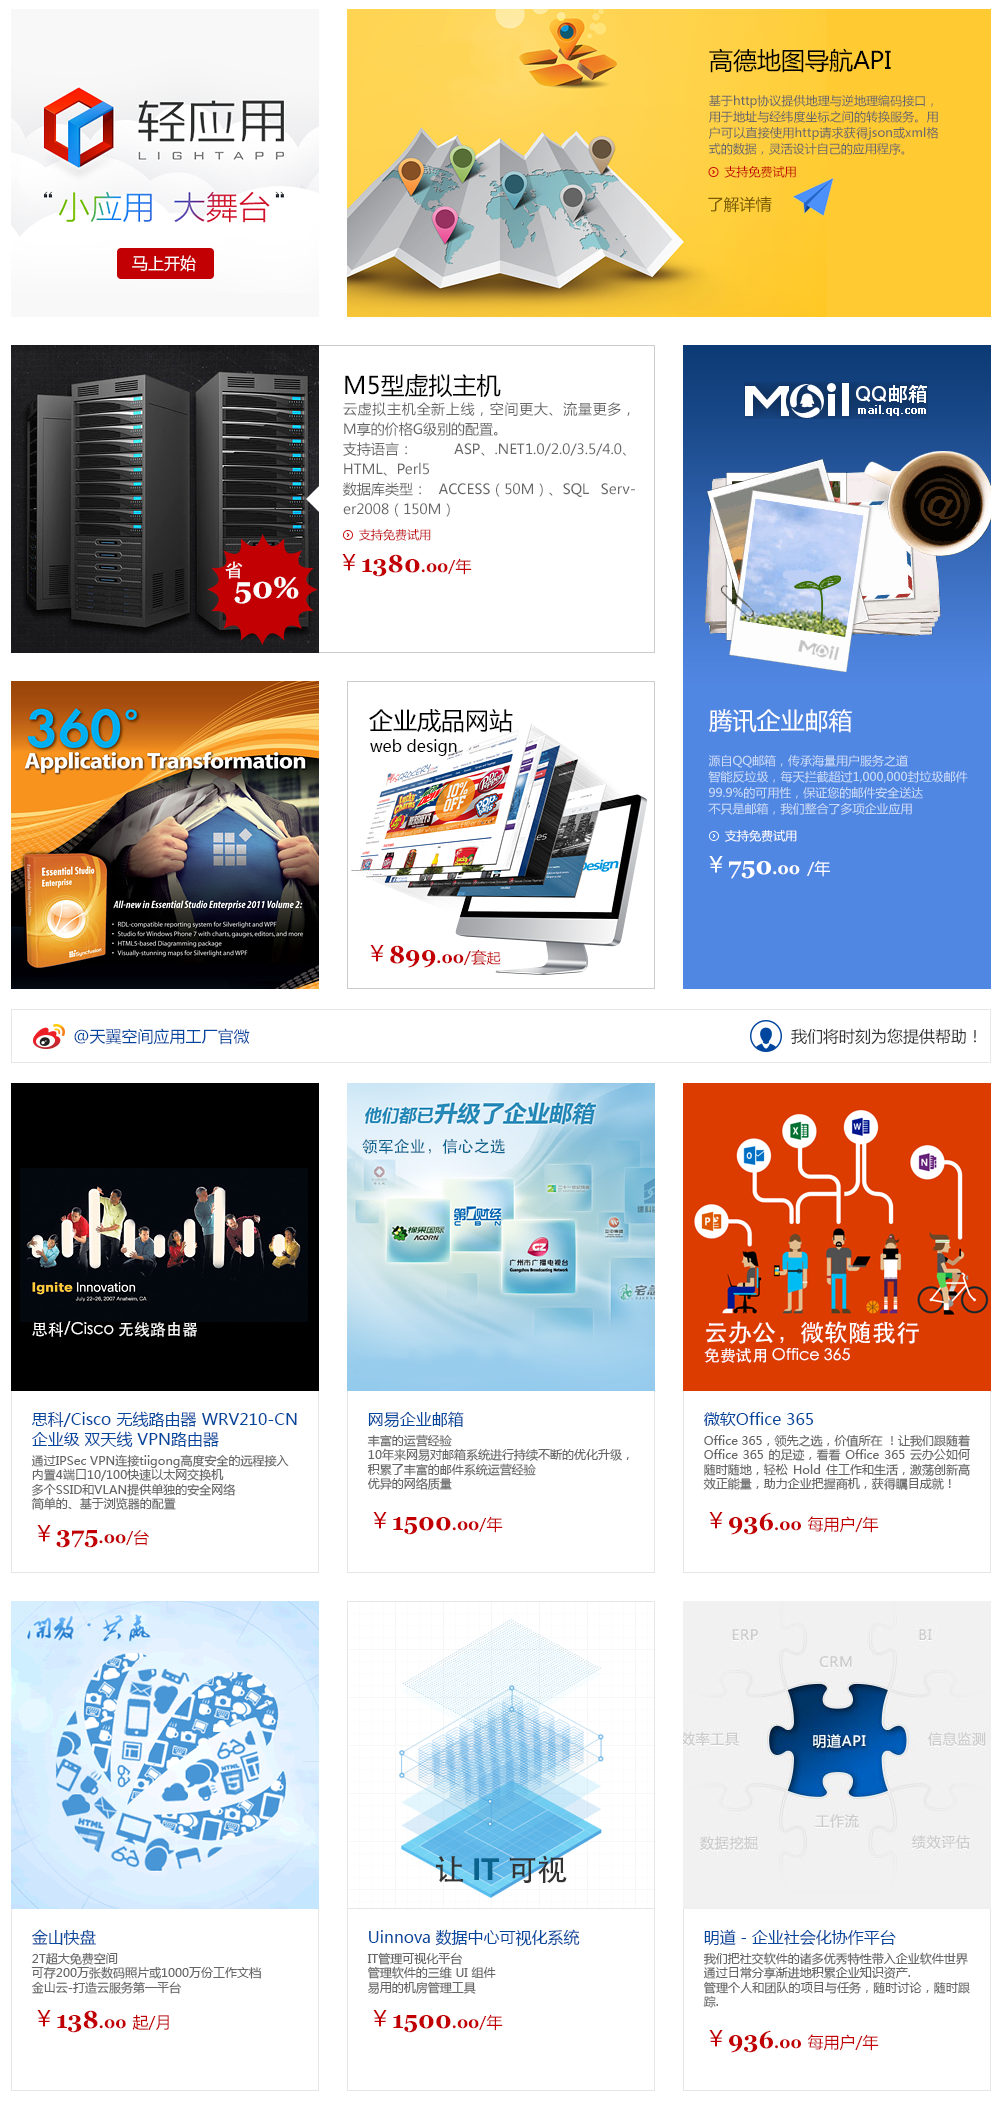 轻应用
LIGHTAPP
“小应用 大舞台”
马上开始
高德地图导航API
基于http协议提供地理与逆地理编码接口，
用于地址与经纬度坐标之间的转换服务。用
户可以直接使用http请求获得json或xml格
式的数据，灵活设计自己的应用程序。
支持免费试用
了解详情
省
50%
M5型虚拟主机
云虚拟主机全新上线，空间更大、流量更多，
M享的价格G级别的配置。
支持语言： ASP、.NET1.0/2.0/3.5/4.0、
HTML、Perl5
数据库类型： ACCESS（50M）、SQL Serv-
er2008（150M）
支持免费试用
￥1380.00/年
Mail QQ邮箱
mail.qq.com
@
Mail
腾讯企业邮箱
源自QQ邮箱，传承海量用户服务之道
智能反垃圾，每天拦截超过1,000,000封垃圾邮件
99.9%的可用性，保证您的邮件安全送达
不只是邮箱，我们整合了多项企业应用
支持免费试用
￥750.00 /年
360°
Application Transformation
Essential Studio
Enterprise
Syncfusion
All-new in Essential Studio Enterprise 2011 Volume 2:
• RDL-compatible reporting system for Silverlight and WPF
• Studio for Windows Phone 7 with charts, gauges, editors, and more
• HTML5-based Diagramming package
• Visually-stunning maps for Silverlight and WPF
企业成品网站
web design
10%
OFF
Design
￥899.00/套起
@天翼空间应用工厂官微
我们将时刻为您提供帮助！
Ignite Innovation
July 22–26, 2007 Anaheim, CA
思科/Cisco 无线路由器
思科/Cisco 无线路由器 WRV210-CN
企业级 双天线 VPN路由器
通过IPSec VPN连接tiigong高度安全的远程接入
内置4端口10/100快速以太网交换机
多个SSID和VLAN提供单独的安全网络
简单的、基于浏览器的配置
￥375.00/台
他们都已升级了企业邮箱
领军企业，信心之选
橡果国际
ACORN
第一财经
CBN
广州市广播电视台
Guangzhou Broadcasting Network
宅急
网易企业邮箱
丰富的运营经验
10年来网易对邮箱系统进行持续不断的优化升级，
积累了丰富的邮件系统运营经验
优异的网络质量
￥1500.00/年
云办公，微软随我行
免费试用 Office 365
微软Office 365
Office 365，领先之选，价值所在 ！让我们跟随着
Office 365 的足迹，看看 Office 365 云办公如何
随时随地，轻松 Hold 住工作和生活，激荡创新高
效正能量，助力企业把握商机，获得瞩目成就！
￥936.00 每用户/年
开放·共赢
HTML
HTML
金山快盘
2T超大免费空间
可存200万张数码照片或1000万份工作文档
金山云-打造云服务第一平台
￥138.00 起/月
让 IT 可视
Uinnova 数据中心可视化系统
IT管理可视化平台
管理软件的三维 UI 组件
易用的机房管理工具
￥1500.00/年
ERP
BI
CRM
效率工具
明道API
信息监测
工作流
数据挖掘
绩效评估
明道 - 企业社会化协作平台
我们把社交软件的诸多优秀特性带入企业软件世界
通过日常分享渐进地积累企业知识资产.
管理个人和团队的项目与任务，随时讨论，随时跟
踪.
￥936.00 每用户/年